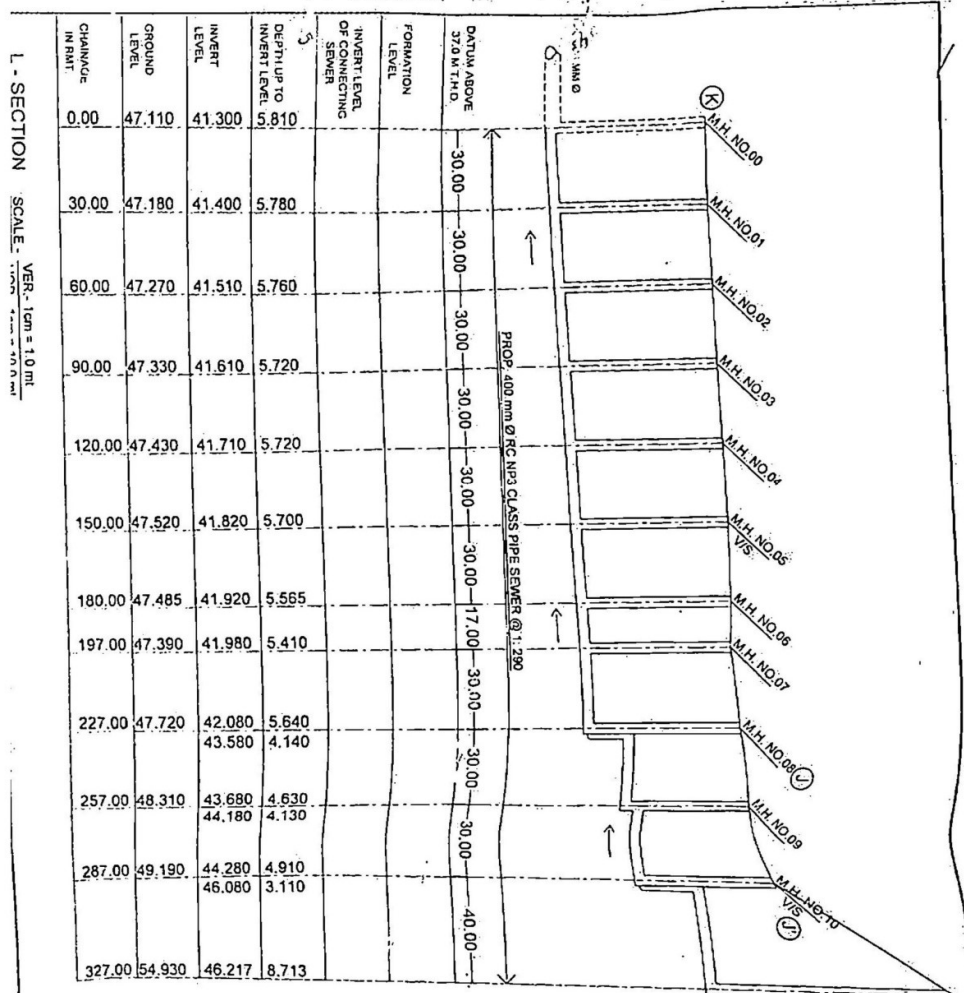 K
M.H. NO.00
M.H. NO.01
M.H. NO.02
M.H. NO.03
M.H. NO.04
M.H. NO.05
V/S
M.H. NO.06
M.H. NO.07
M.H. NO.08 J
M.H. NO.09
M.H. NO.10
V/S
J'
MM Ø
PROP. 400 mm Ø RC NP3 CLASS PIPE SEWER @ 1:290
DATUM ABOVE
37.0 M T.H.D.
30.00 30.00 30.00 30.00 30.00 30.00 17.00 30.00 30.00 30.00 40.00
FORMATION
LEVEL
INVERT LEVEL
OF CONNECTING
SEWER
DEPTH UP TO
INVERT LEVEL
5.810 5.780 5.760 5.720 5.720 5.700 5.565 5.410 5.640 4.630 4.910 8.713
4.140 4.130 3.110
INVERT
LEVEL
41.300 41.400 41.510 41.610 41.710 41.820 41.920 41.980 42.080 43.680 44.280 46.217
43.580 44.180 46.080
GROUND
LEVEL
47.110 47.180 47.270 47.330 47.430 47.520 47.485 47.390 47.720 48.310 49.190 54.930
CHAINAGE
IN RMT.
0.00 30.00 60.00 90.00 120.00 150.00 180.00 197.00 227.00 257.00 287.00 327.00
L - SECTION SCALE - VER.- 1cm = 1.0 mt